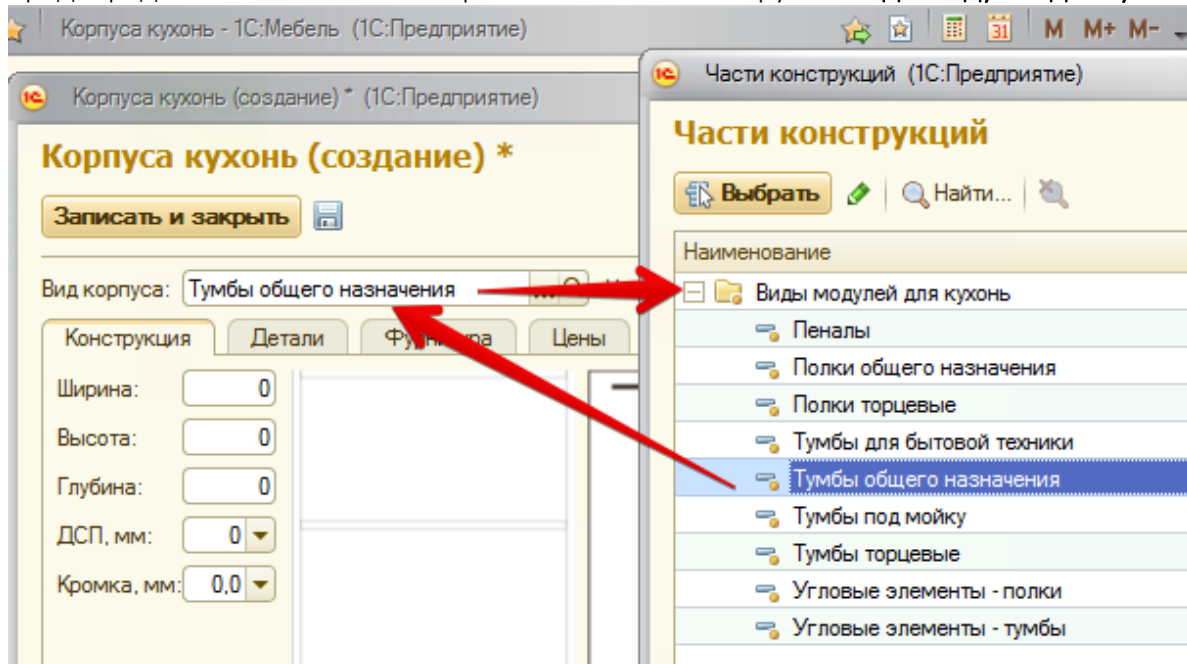 Корпуса кухонь - 1С:Мебель (1С:Предприятие)
31 M M+ M-
Корпуса кухонь (создание) * (1С:Предприятие)
Корпуса кухонь (создание) *
Записать и закрыть
Вид корпуса: Тумбы общего назначения ...
Конструкция Детали Фурнитура Цены
Ширина: 0
Высота: 0
Глубина: 0
ДСП, мм: 0
Кромка, мм: 0,0
Части конструкций (1С:Предприятие)
Части конструкций
Выбрать Найти...
Наименование
Виды модулей для кухонь
Пеналы
Полки общего назначения
Полки торцевые
Тумбы для бытовой техники
Тумбы общего назначения
Тумбы под мойку
Тумбы торцевые
Угловые элементы - полки
Угловые элементы - тумбы